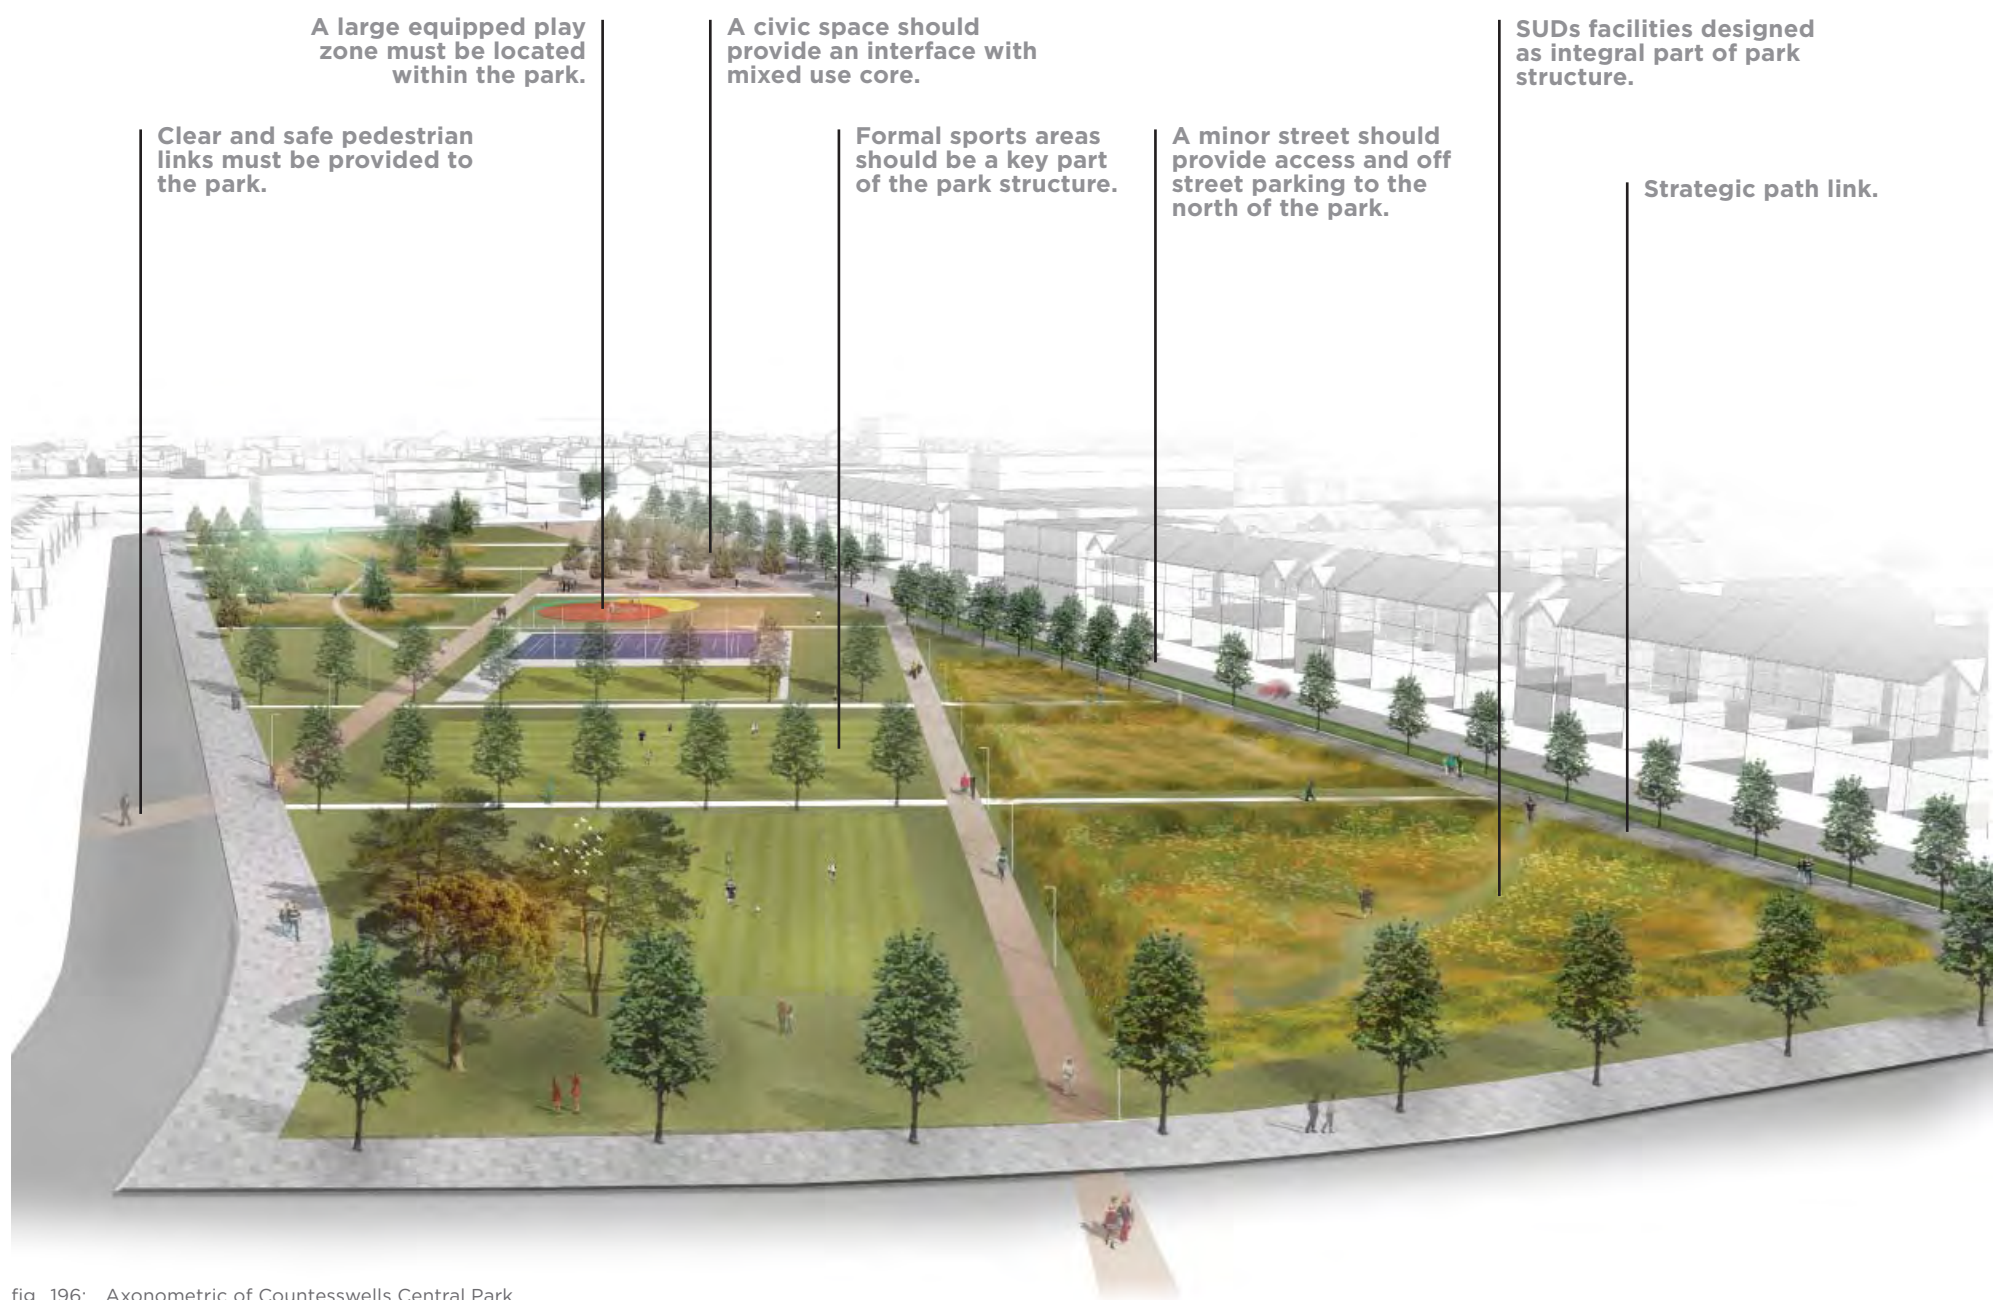 A large equipped play
zone must be located
within the park.
A civic space should
provide an interface with
mixed use core.
SUDs facilities designed
as integral part of park
structure.
Clear and safe pedestrian
links must be provided to
the park.
Formal sports areas
should be a key part
of the park structure.
A minor street should
provide access and off
street parking to the
north of the park.
Strategic path link.
fig. 196: Axonometric of Countesswells Central Park